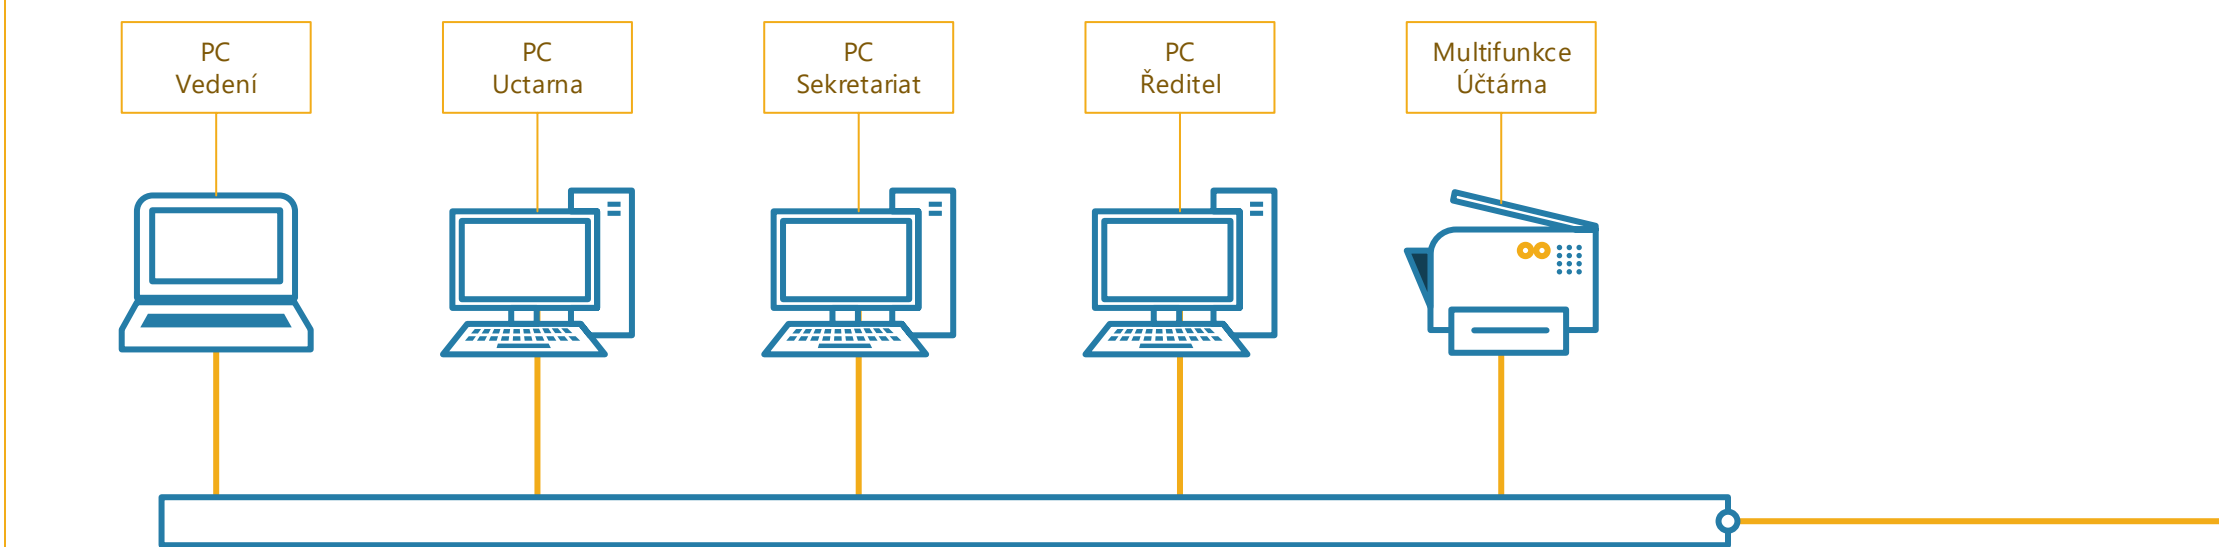 PC
Vedení
PC
Uctarna
PC
Sekretariat
PC
Ředitel
Multifunkce
Účtárna